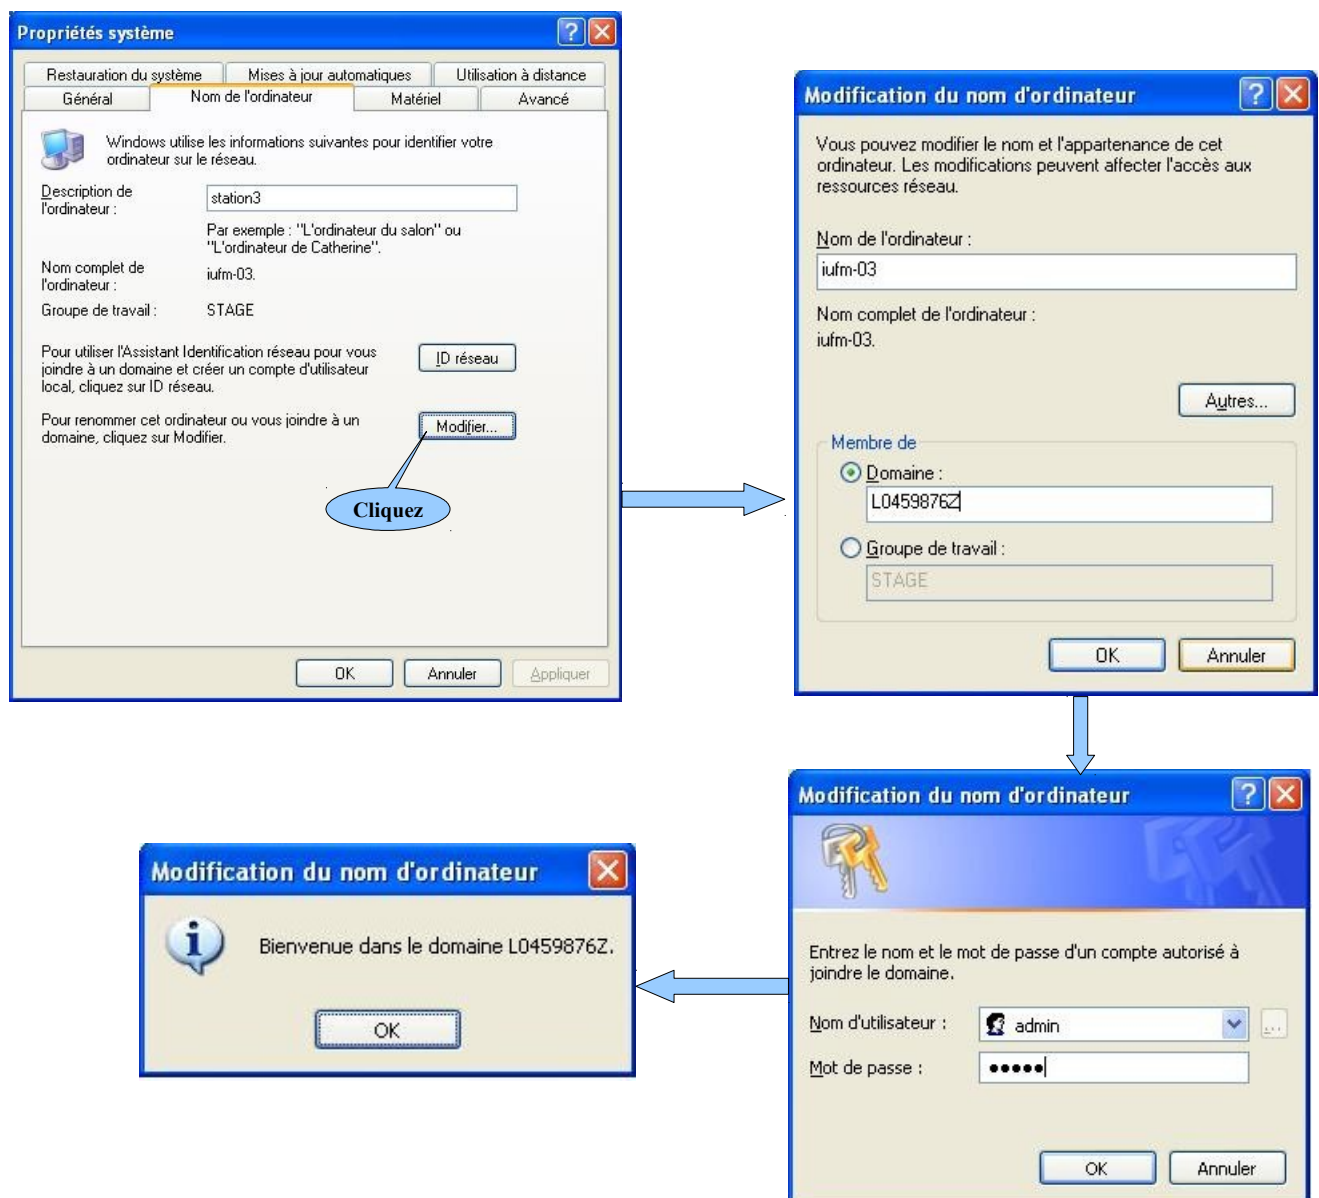 Propriétés système
Restauration du système
Mises à jour automatiques
Utilisation à distance
Général
Nom de l'ordinateur
Matériel
Avancé
Windows utilise les informations suivantes pour identifier votre
ordinateur sur le réseau.
Description de
l'ordinateur :
station3
Par exemple : "L'ordinateur du salon" ou
"L'ordinateur de Catherine".
Nom complet de
l'ordinateur :
iufm-03.
Groupe de travail :
STAGE
Pour utiliser l'Assistant Identification réseau pour vous
joindre à un domaine et créer un compte d'utilisateur
local, cliquez sur ID réseau.
ID réseau
Pour renommer cet ordinateur ou vous joindre à un
domaine, cliquez sur Modifier.
Modifier...
Cliquez
OK
Annuler
Appliquer
Modification du nom d'ordinateur
Vous pouvez modifier le nom et l'appartenance de cet
ordinateur. Les modifications peuvent affecter l'accès aux
ressources réseau.
Nom de l'ordinateur :
iufm-03
Nom complet de l'ordinateur :
iufm-03.
Autres...
Membre de
Domaine :
L0459876Z
Groupe de travail :
STAGE
OK
Annuler
Modification du nom d'ordinateur
Entrez le nom et le mot de passe d'un compte autorisé à
joindre le domaine.
Nom d'utilisateur :
admin
...
Mot de passe :
●●●●●
OK
Annuler
Modification du nom d'ordinateur
Bienvenue dans le domaine L0459876Z.
OK